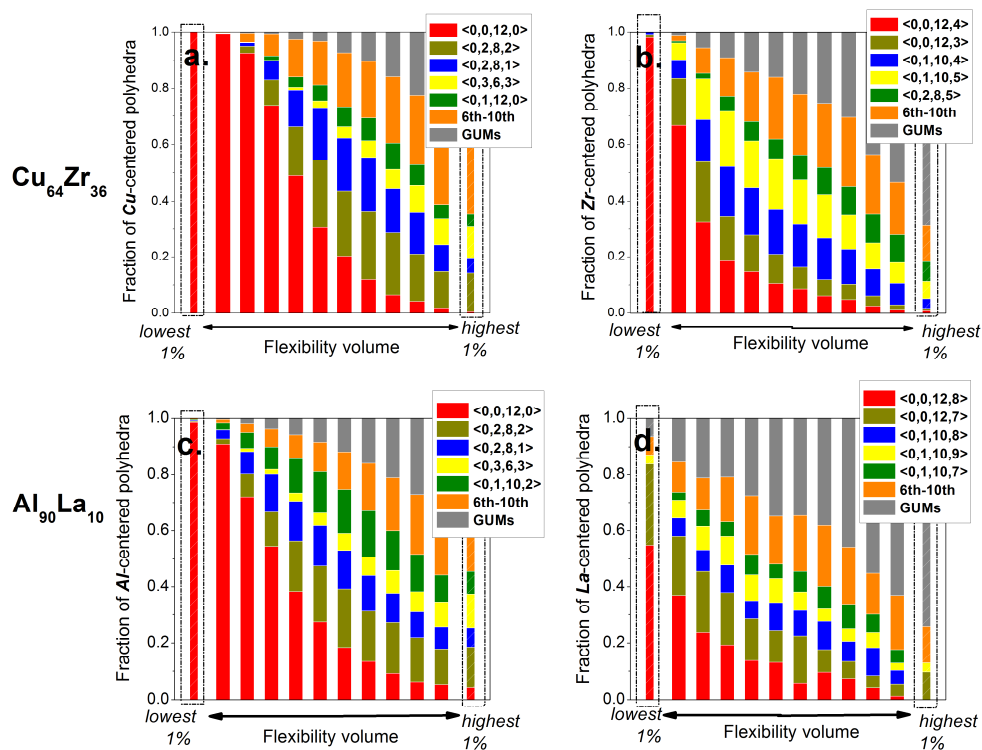 <0,0,12,0>
<0,2,8,2>
<0,2,8,1>
<0,3,6,3>
<0,1,12,0>
6th-10th
GUMs
a.
1.0
0.8
0.6
0.4
0.2
0.0
Fraction of Cu-centered polyhedra
Cu64Zr36
lowest
1%
Flexibility volume
highest
1%
<0,0,12,4>
<0,0,12,3>
<0,1,10,4>
<0,1,10,5>
<0,2,8,5>
6th-10th
GUMs
b.
1.0
0.8
0.6
0.4
0.2
0.0
Fraction of Zr-centered polyhedra
lowest
1%
Flexibility volume
highest
1%
<0,0,12,0>
<0,2,8,2>
<0,2,8,1>
<0,3,6,3>
<0,1,10,2>
6th-10th
GUMs
c.
1.0
0.8
0.6
0.4
0.2
0.0
Fraction of Al-centered polyhedra
Al90La10
lowest
1%
Flexibility volume
highest
1%
<0,0,12,8>
<0,0,12,7>
<0,1,10,8>
<0,1,10,9>
<0,1,10,7>
6th-10th
GUMs
d.
1.0
0.8
0.6
0.4
0.2
0.0
Fraction of La-centered polyhedra
lowest
1%
Flexibility volume
highest
1%